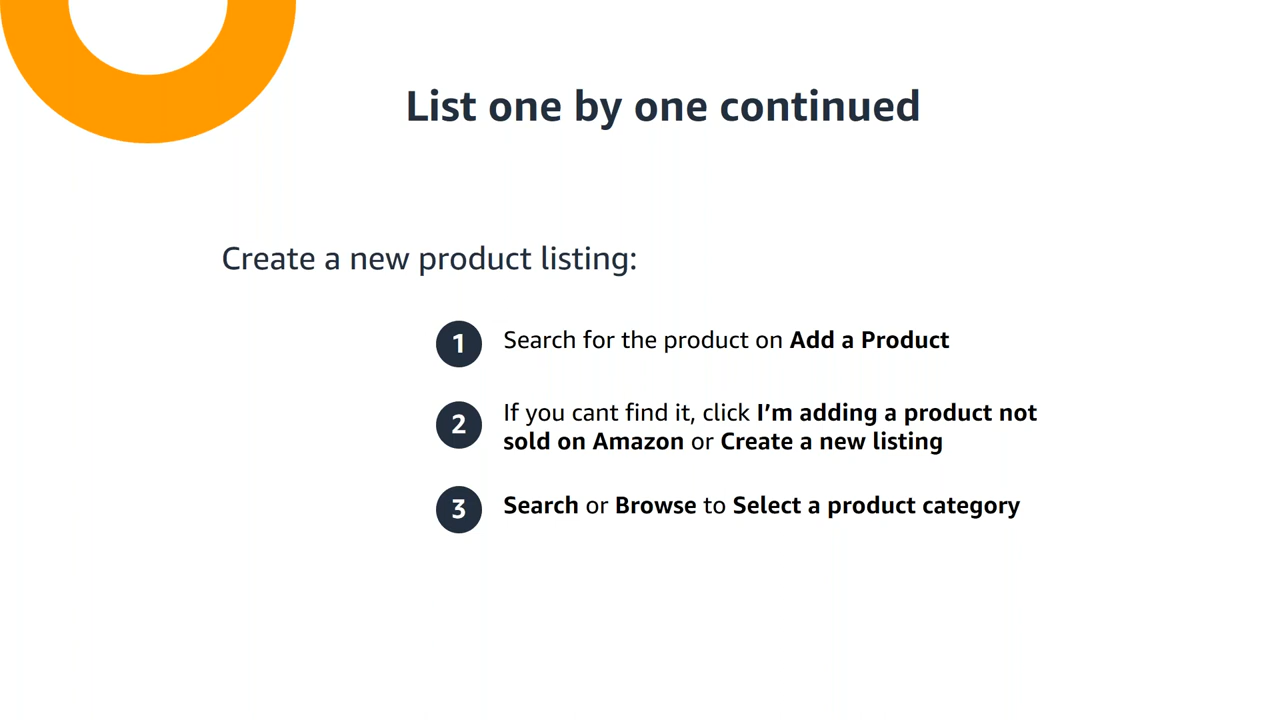 List one by one continued
Create a new product listing:
1 Search for the product on Add a Product
2 If you cant find it, click I’m adding a product not
sold on Amazon or Create a new listing
3 Search or Browse to Select a product category